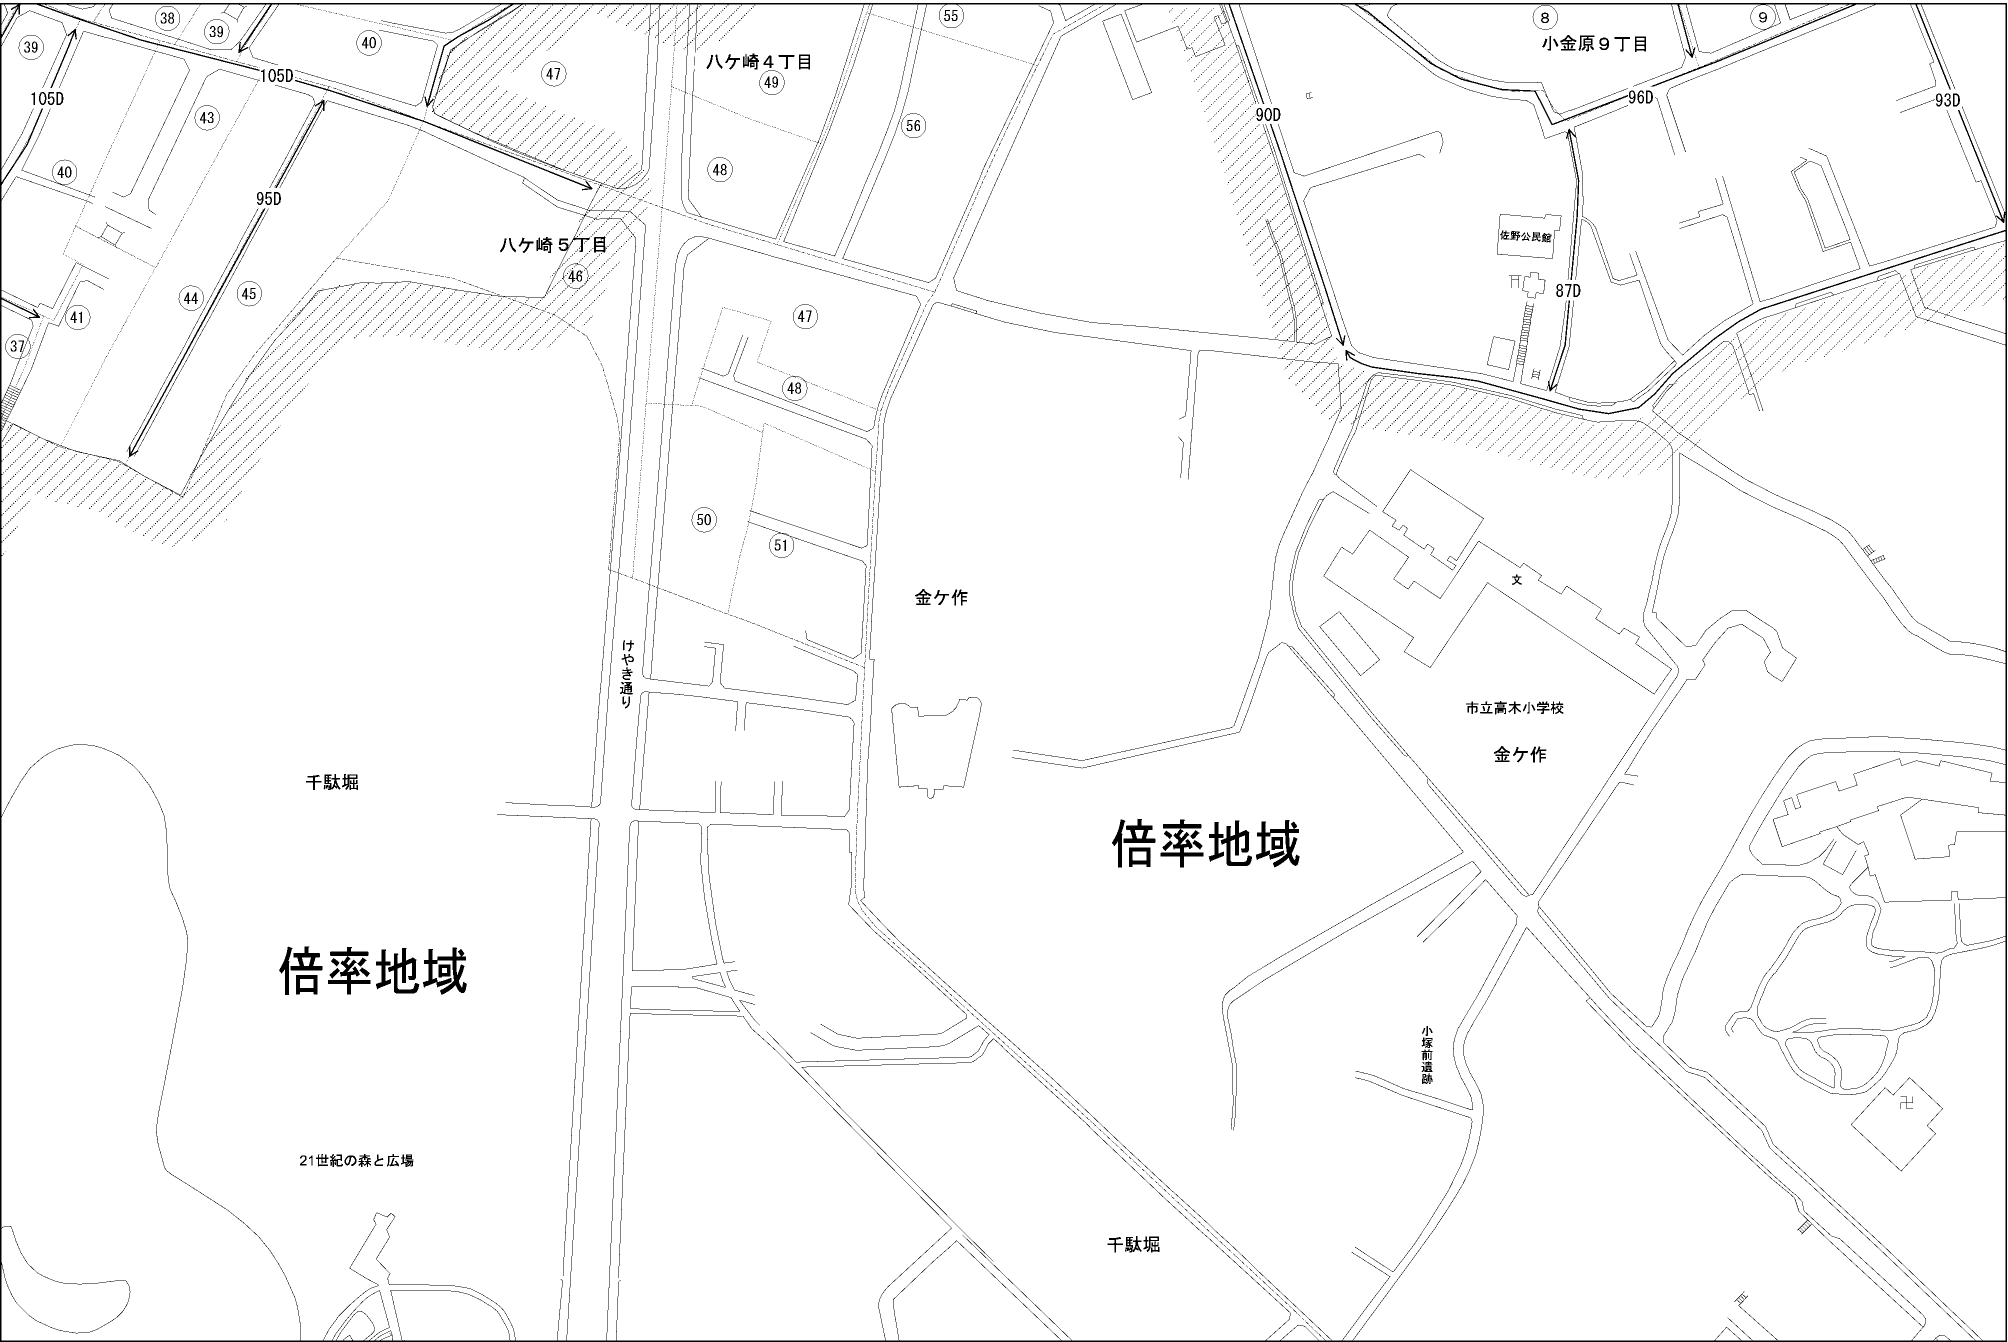 38
39
40
47
八ケ崎４丁目
49
55
56
8
小金原９丁目
9
39
105D
105D
43
40
95D
48
90D
96D
93D
八ケ崎５丁目
46
佐野公民館
87D
44
45
41
37
47
48
50
51
金ケ作
文
けやき通り
市立高木小学校
金ケ作
千駄堀
倍率地域
倍率地域
小塚前遺跡
卍
21世紀の森と広場
千駄堀